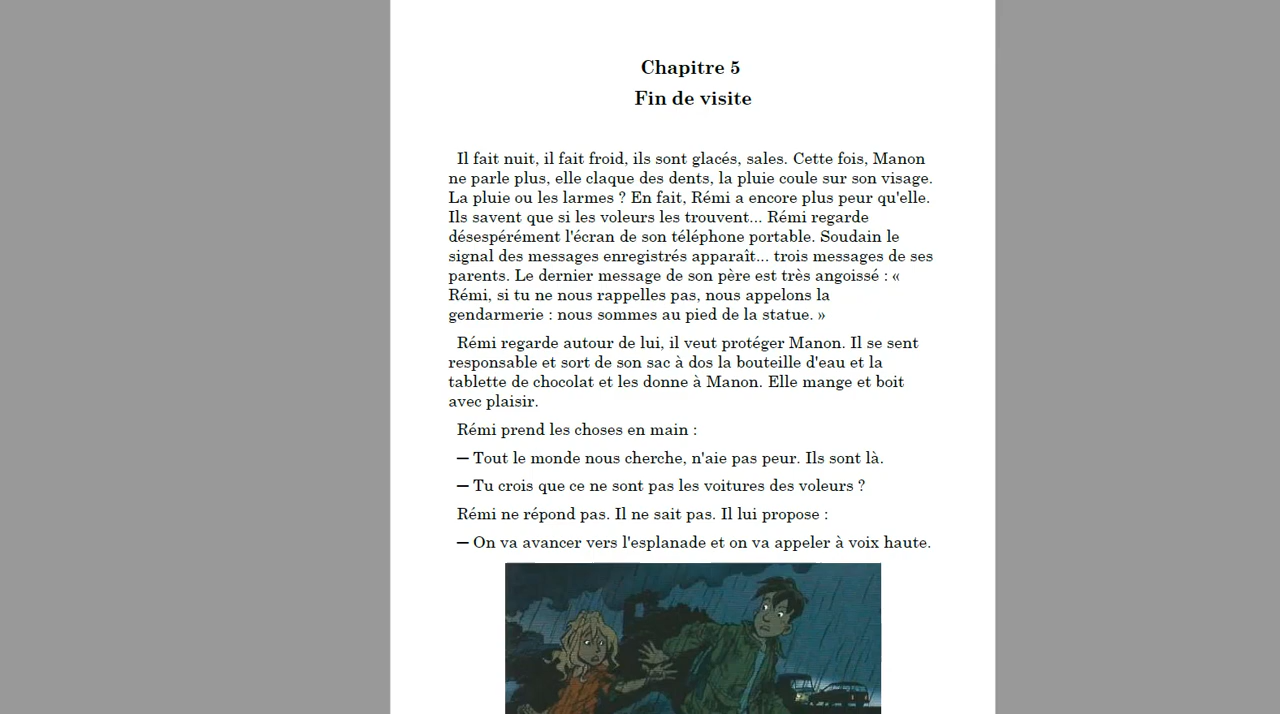 Chapitre 5
Fin de visite
Il fait nuit, il fait froid, ils sont glacés, sales. Cette fois, Manon
ne parle plus, elle claque des dents, la pluie coule sur son visage.
La pluie ou les larmes ? En fait, Rémi a encore plus peur qu'elle.
Ils savent que si les voleurs les trouvent... Rémi regarde
désespérément l'écran de son téléphone portable. Soudain le
signal des messages enregistrés apparaît... trois messages de ses
parents. Le dernier message de son père est très angoissé : «
Rémi, si tu ne nous rappelles pas, nous appelons la
gendarmerie : nous sommes au pied de la statue. »
Rémi regarde autour de lui, il veut protéger Manon. Il se sent
responsable et sort de son sac à dos la bouteille d'eau et la
tablette de chocolat et les donne à Manon. Elle mange et boit
avec plaisir.
Rémi prend les choses en main :
— Tout le monde nous cherche, n'aie pas peur. Ils sont là.
— Tu crois que ce ne sont pas les voitures des voleurs ?
Rémi ne répond pas. Il ne sait pas. Il lui propose :
— On va avancer vers l'esplanade et on va appeler à voix haute.